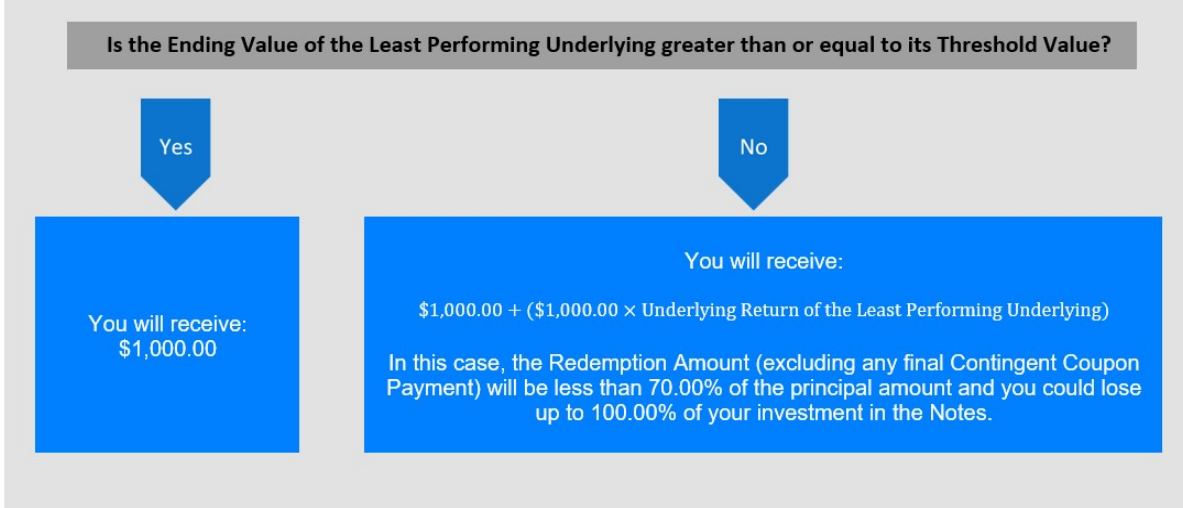 Is the Ending Value of the Least Performing Underlying greater than or equal to its Threshold Value?
Yes
No
You will receive:
$1,000.00
You will receive:
$1,000.00 + ($1,000.00 × Underlying Return of the Least Performing Underlying)
In this case, the Redemption Amount (excluding any final Contingent Coupon
Payment) will be less than 70.00% of the principal amount and you could lose
up to 100.00% of your investment in the Notes.